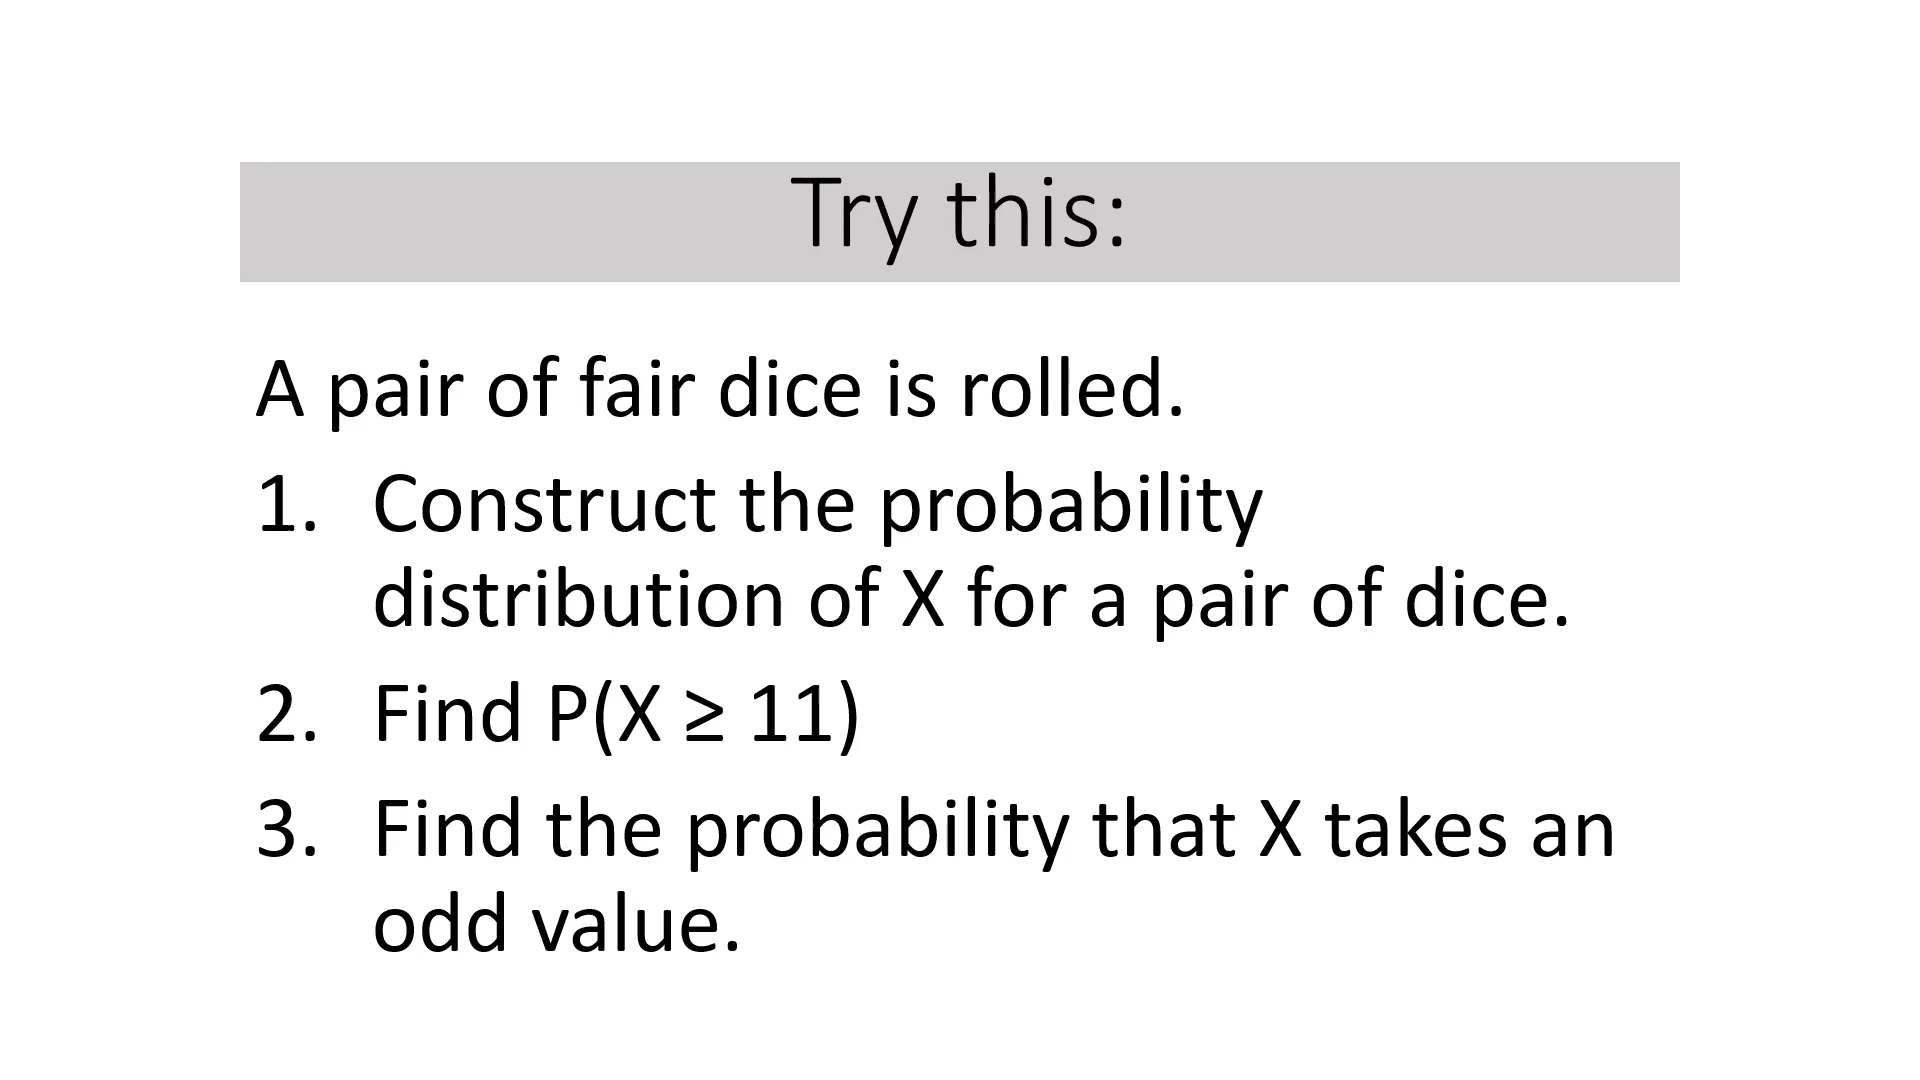 Try this:
A pair of fair dice is rolled.
1. Construct the probability
distribution of X for a pair of dice.
2. Find P(X ≥ 11)
3. Find the probability that X takes an
odd value.